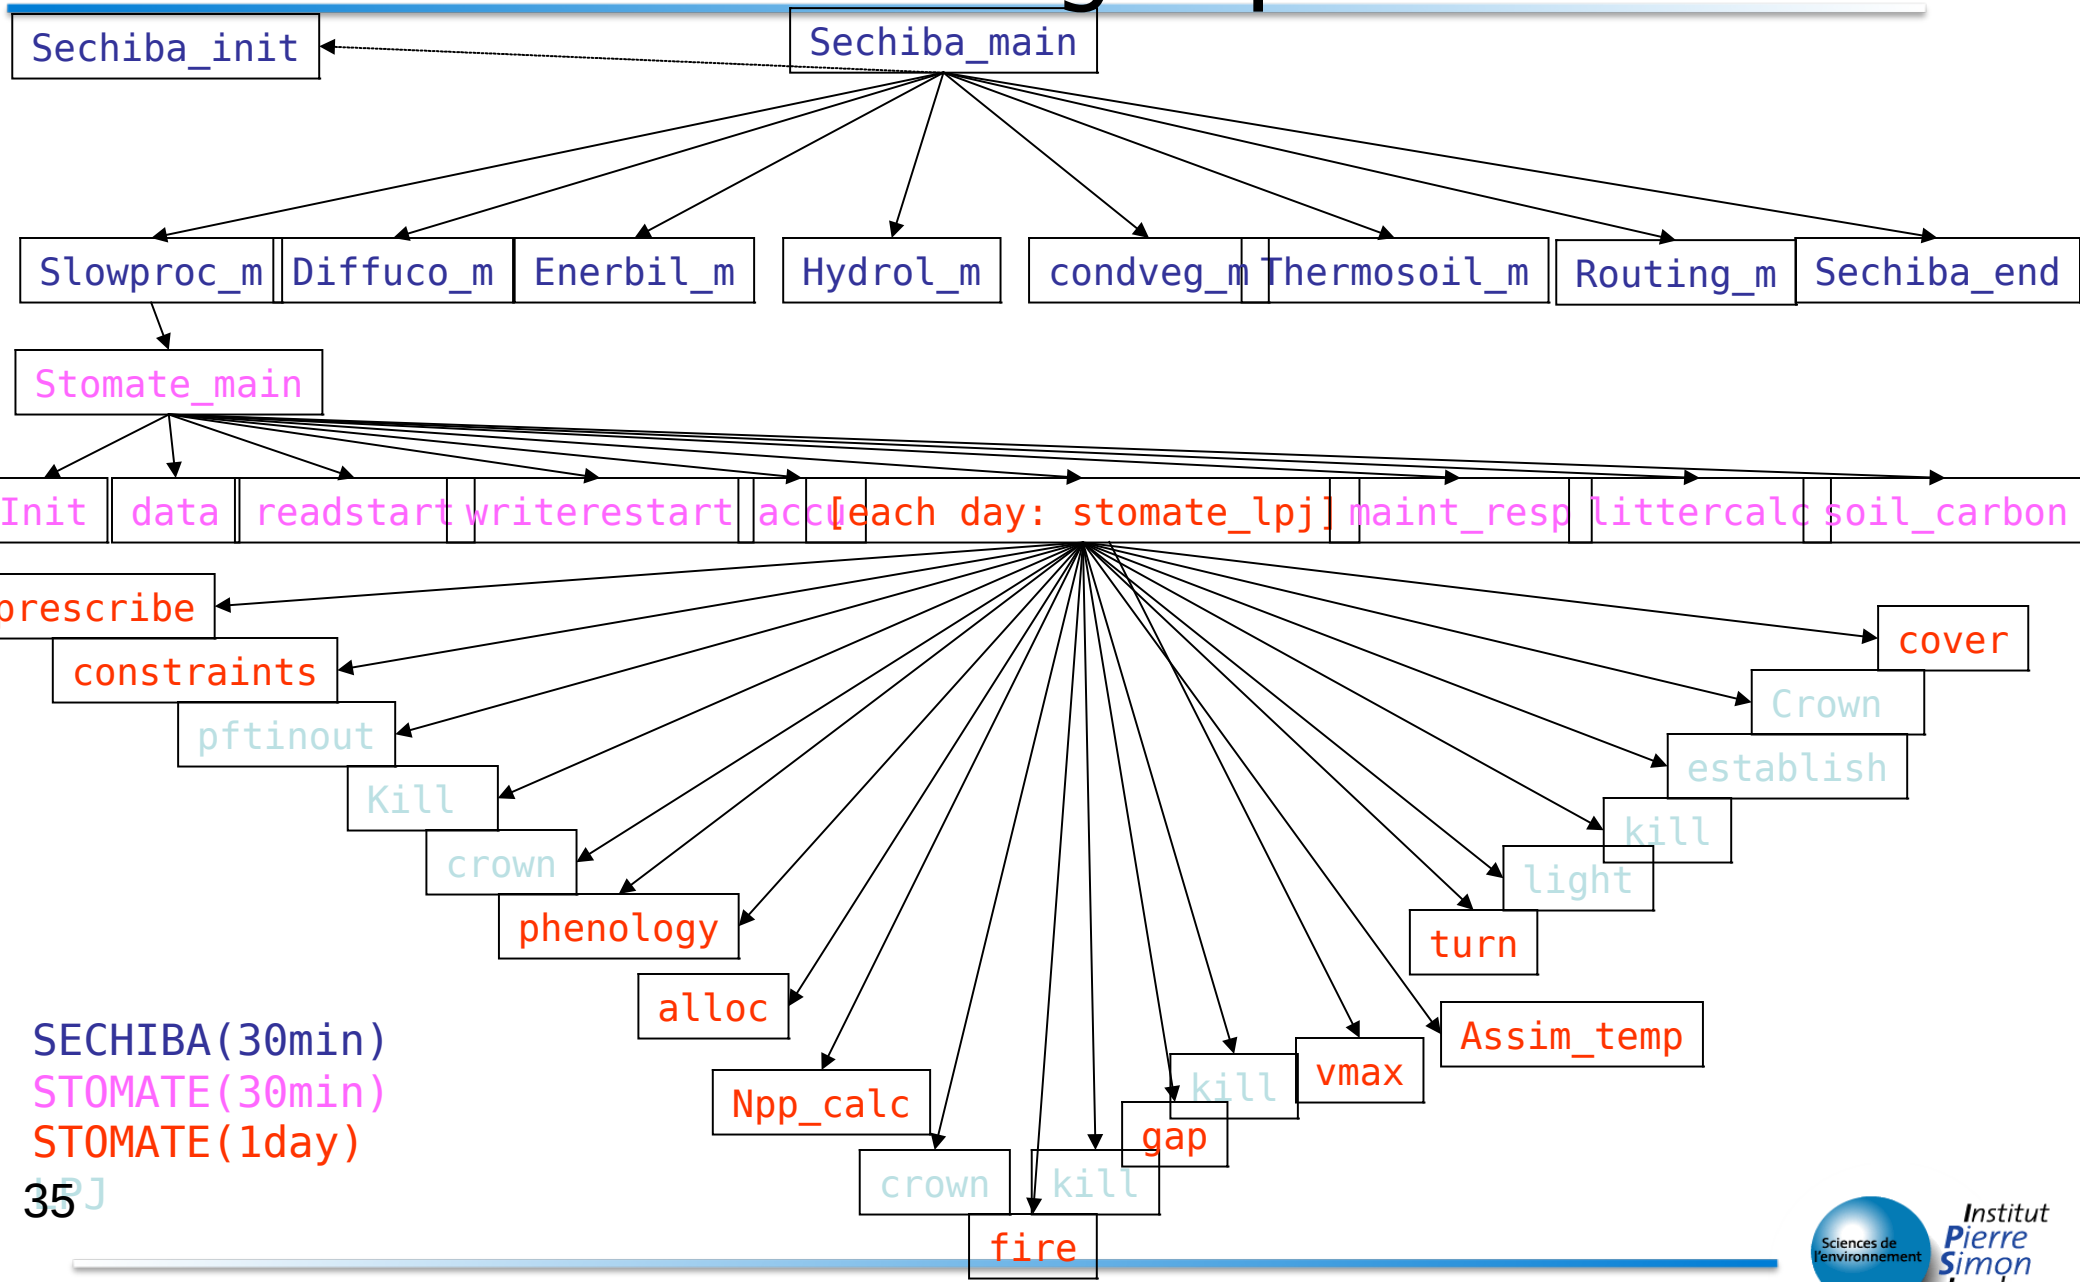 Sechiba_init
Sechiba_main
Slowproc_m
Diffuco_m
Enerbil_m
Hydrol_m
condveg_m
Thermosoil_m
Routing_m
Sechiba_end
Stomate_main
Init
data
readstart
writerestart
accu
[each day: stomate_lpj]
maint_resp
littercalc
soil_carbon
prescribe
cover
constraints
Crown
pftinout
establish
Kill
kill
crown
light
phenology
turn
alloc
Assim_temp
vmax
kill
Npp_calc
gap
crown
kill
fire
SECHIBA(30min)
STOMATE(30min)
STOMATE(1day)
LPJ
35
Sciences de
l'environnement
Institut
Pierre
Simon